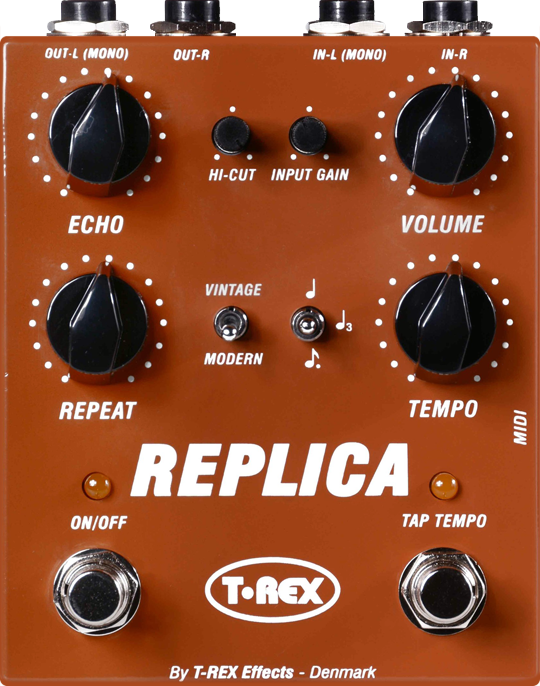 OUT-L (MONO) OUT-R IN-L (MONO) IN-R
HI-CUT INPUT GAIN
ECHO VOLUME
VINTAGE
3
MODERN
REPEAT TEMPO
MIDI
REPLICA
ON/OFF TAP TEMPO
T•REX
By T-REX Effects - Denmark